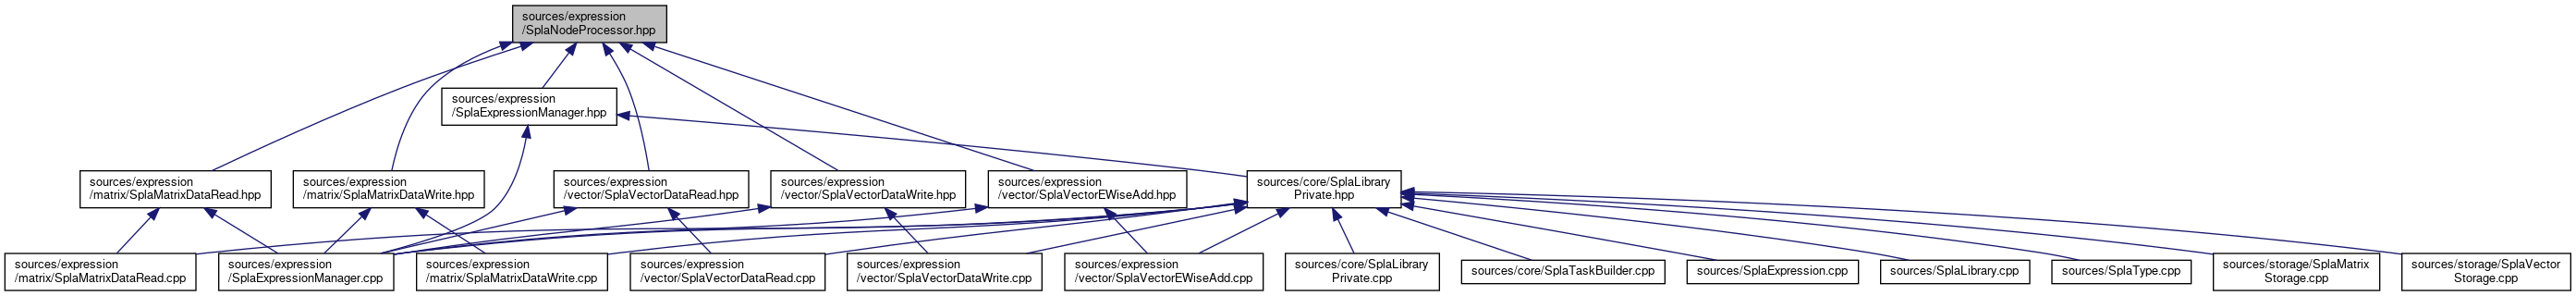 sources/expression
/SplaNodeProcessor.hpp
sources/expression
/SplaExpressionManager.hpp
sources/expression
/matrix/SplaMatrixDataRead.hpp
sources/expression
/matrix/SplaMatrixDataWrite.hpp
sources/expression
/vector/SplaVectorDataRead.hpp
sources/expression
/vector/SplaVectorDataWrite.hpp
sources/expression
/vector/SplaVectorEWiseAdd.hpp
sources/core/SplaLibrary
Private.hpp
sources/expression
/matrix/SplaMatrixDataRead.cpp
sources/expression
/SplaExpressionManager.cpp
sources/expression
/matrix/SplaMatrixDataWrite.cpp
sources/expression
/vector/SplaVectorDataRead.cpp
sources/expression
/vector/SplaVectorDataWrite.cpp
sources/expression
/vector/SplaVectorEWiseAdd.cpp
sources/core/SplaLibrary
Private.cpp
sources/core/SplaTaskBuilder.cpp
sources/SplaExpression.cpp
sources/SplaLibrary.cpp
sources/SplaType.cpp
sources/storage/SplaMatrix
Storage.cpp
sources/storage/SplaVector
Storage.cpp